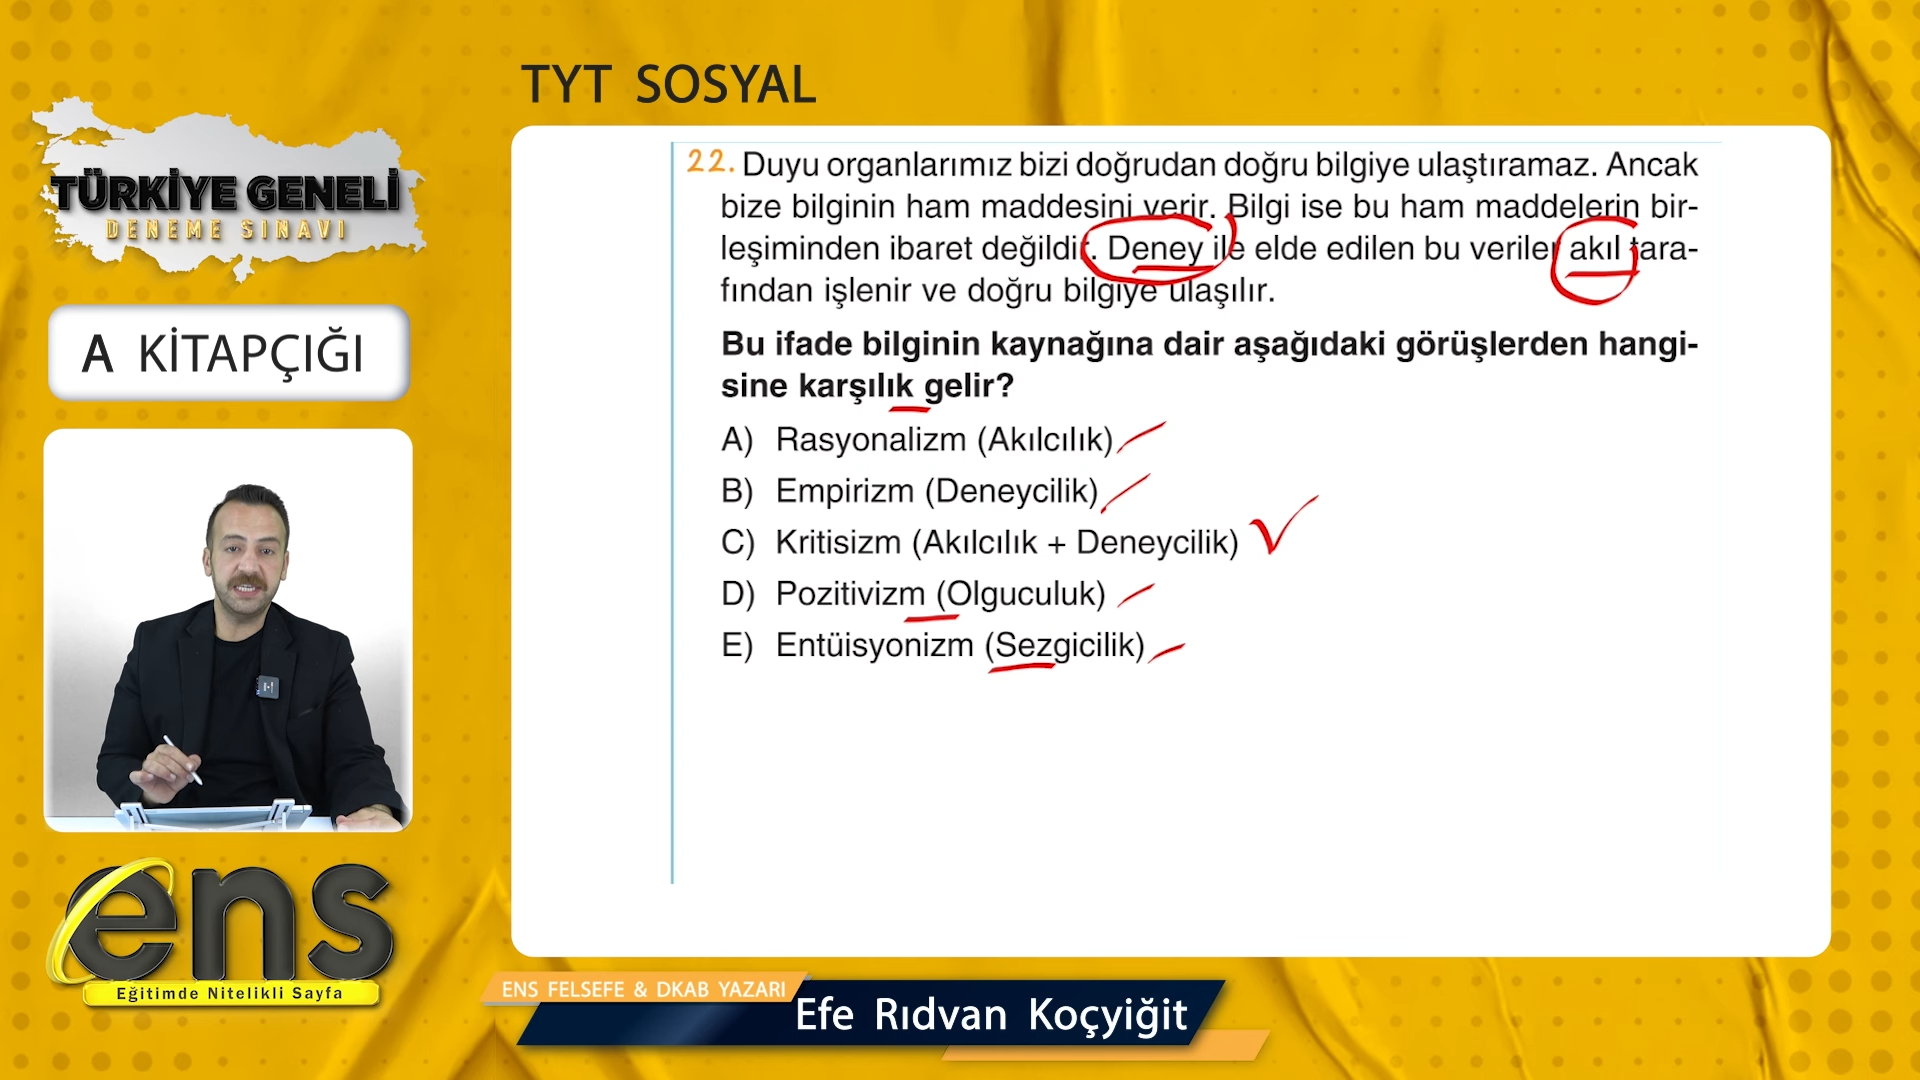 TYT SOSYAL
TÜRKİYE GENELİ
DENEME SINAVI
A KİTAPÇIĞI
22. Duyu organlarımız bizi doğrudan doğru bilgiye ulaştıramaz. Ancak
bize bilginin ham maddesini verir. Bilgi ise bu ham maddelerin bir-
leşiminden ibaret değildir. Deney ile elde edilen bu veriler akıl tara-
fından işlenir ve doğru bilgiye ulaşılır.
Bu ifade bilginin kaynağına dair aşağıdaki görüşlerden hangi-
sine karşılık gelir?
A) Rasyonalizm (Akılcılık)
B) Empirizm (Deneycilik)
C) Kritisizm (Akılcılık + Deneycilik)
D) Pozitivizm (Olguculuk)
E) Entüisyonizm (Sezgicilik)
ens
Eğitimde Nitelikli Sayfa
ENS FELSEFE & DKAB YAZARI
Efe Rıdvan Koçyiğit